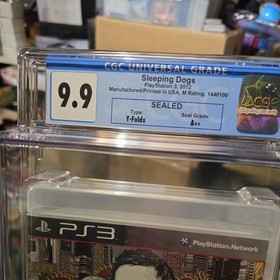 CGC UNIVERSAL GRADE
9.9
Sleeping Dogs
PlayStation 3, 2012
Manufactured/Printed in USA, M Rating, 1440100
SEALED
Type:
Y-Folds
Seal Grade:
A++
PS3
PlayStation.Network